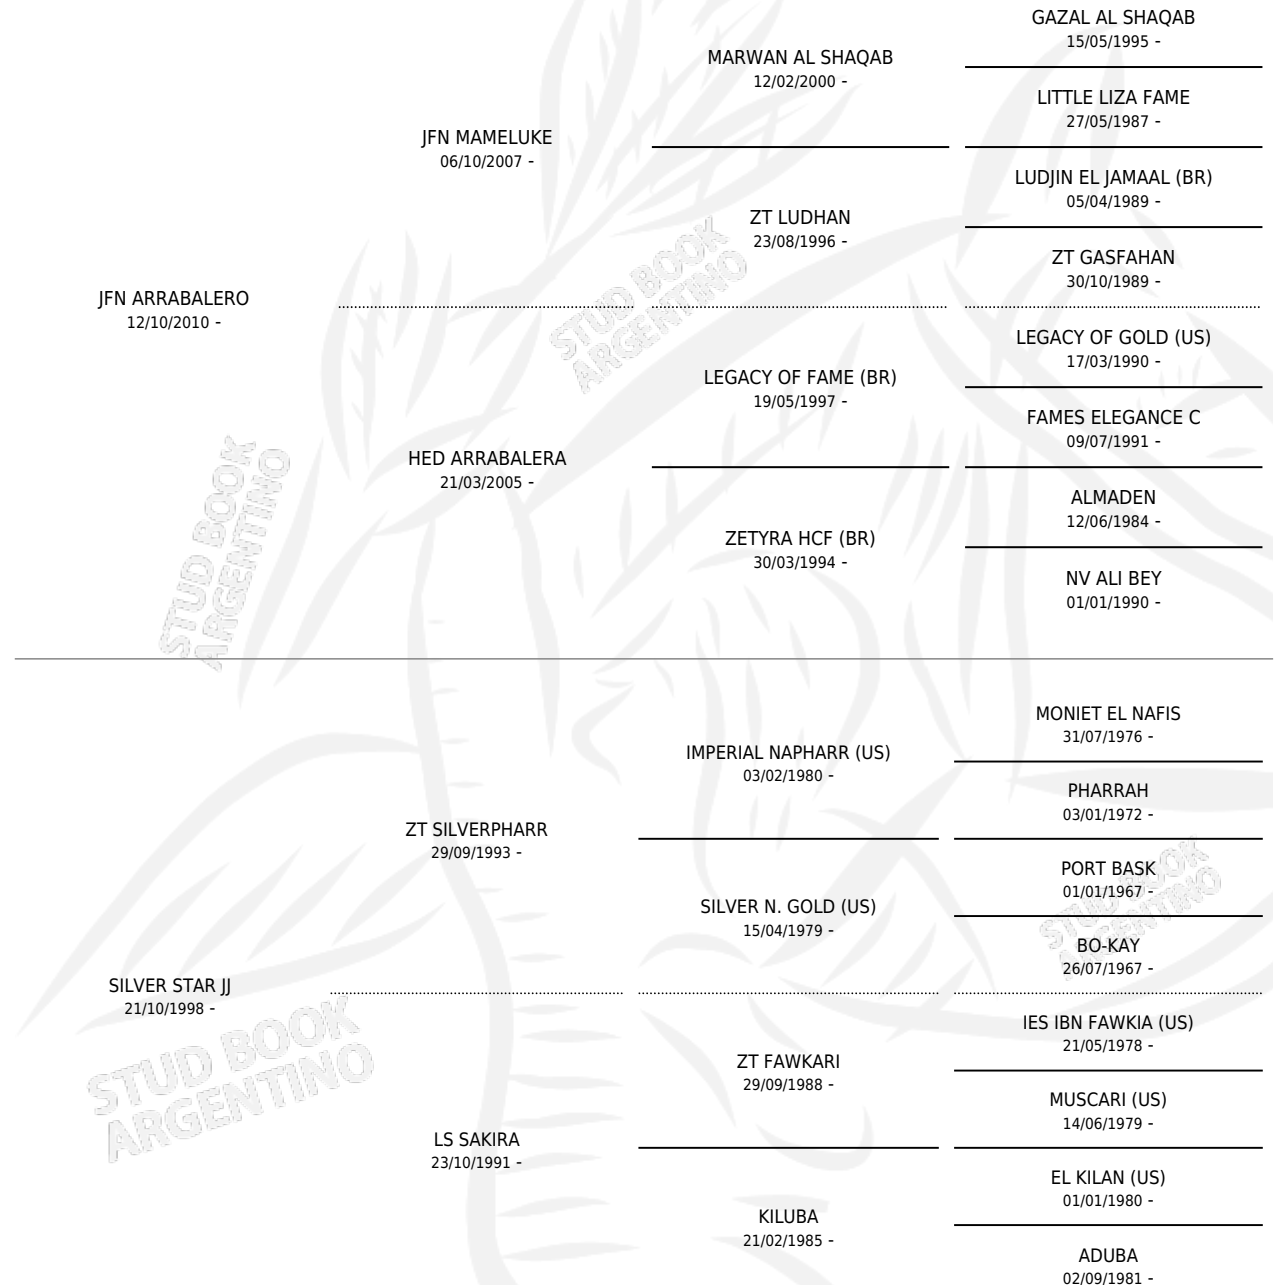 GAZAL AL SHAQAB
15/05/1995 -
MARWAN AL SHAQAB
12/02/2000 -
LITTLE LIZA FAME
27/05/1987 -
JFN MAMELUKE
06/10/2007 -
LUDJIN EL JAMAAL (BR)
05/04/1989 -
ZT LUDHAN
23/08/1996 -
ZT GASFAHAN
30/10/1989 -
JFN ARRABALERO
12/10/2010 -
LEGACY OF GOLD (US)
17/03/1990 -
LEGACY OF FAME (BR)
19/05/1997 -
FAMES ELEGANCE C
09/07/1991 -
HED ARRABALERA
21/03/2005 -
ALMADEN
12/06/1984 -
ZETYRA HCF (BR)
30/03/1994 -
NV ALI BEY
01/01/1990 -
MONIET EL NAFIS
31/07/1976 -
IMPERIAL NAPHARR (US)
03/02/1980 -
PHARRAH
03/01/1972 -
ZT SILVERPHARR
29/09/1993 -
PORT BASK
01/01/1967 -
SILVER N. GOLD (US)
15/04/1979 -
BO-KAY
26/07/1967 -
SILVER STAR JJ
21/10/1998 -
IES IBN FAWKIA (US)
21/05/1978 -
ZT FAWKARI
29/09/1988 -
MUSCARI (US)
14/06/1979 -
LS SAKIRA
23/10/1991 -
EL KILAN (US)
01/01/1980 -
KILUBA
21/02/1985 -
ADUBA
02/09/1981 -
STUD BOOK
ARGENTINO
STUD BOOK
ARGENTINO
STUD BOOK
ARGENTINO
STUD BOOK
ARGENTINO